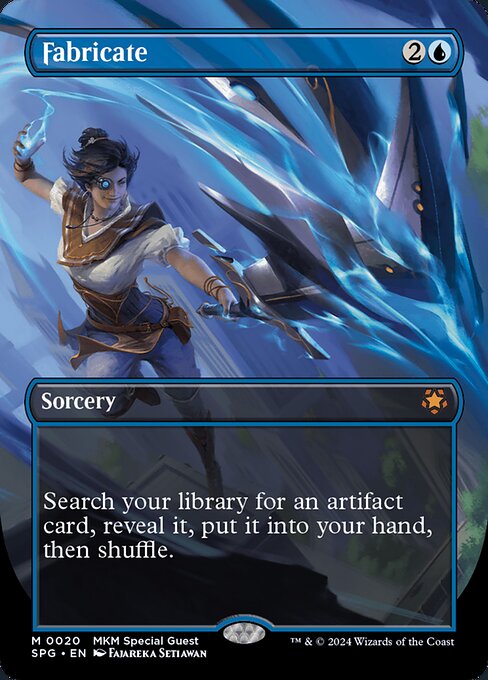 Fabricate 2
Sorcery
Search your library for an artifact
card, reveal it, put it into your hand,
then shuffle.
M 0020 MKM Special Guest
SPG • EN Fajareka Setiawan
™ & © 2024 Wizards of the Coast